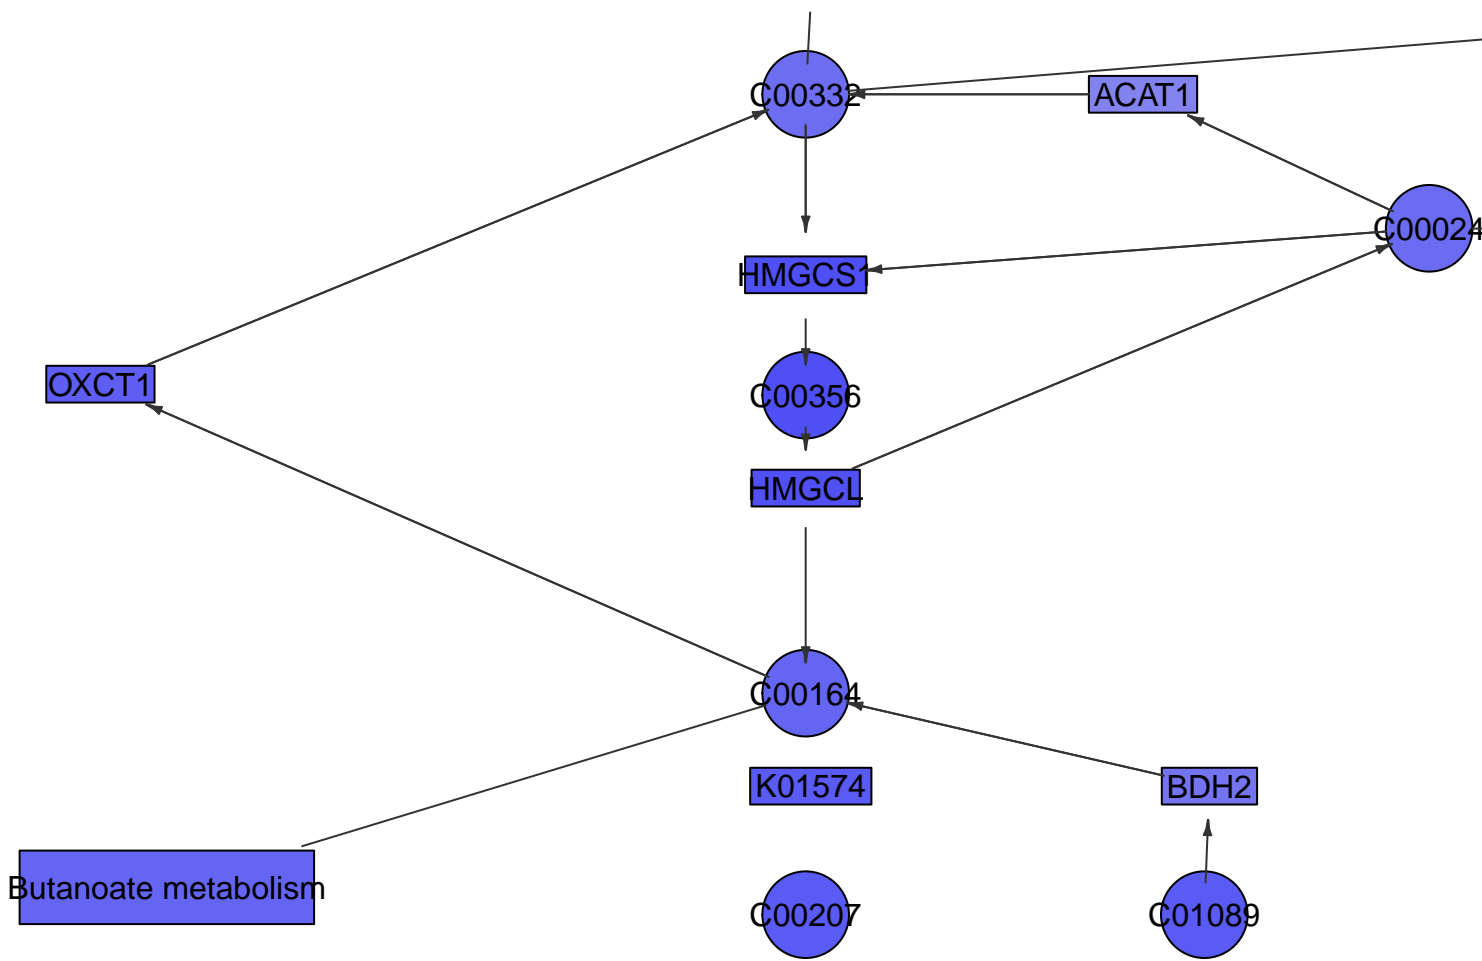 C00332
ACAT1
C00024
HMGCS1
OXCT1
C00356
HMGCL
C00164
K01574
BDH2
Butanoate metabolism
C00207
C01089